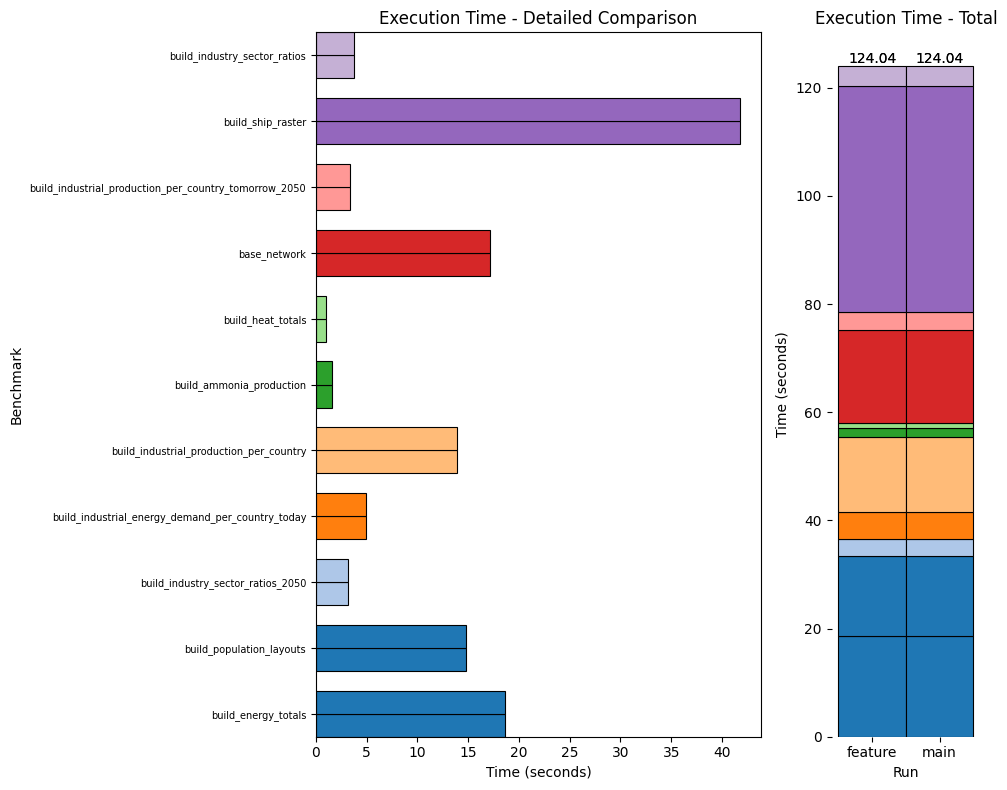 Execution Time - Detailed Comparison
Benchmark
build_industry_sector_ratios
build_ship_raster
build_industrial_production_per_country_tomorrow_2050
base_network
build_heat_totals
build_ammonia_production
build_industrial_production_per_country
build_industrial_energy_demand_per_country_today
build_industry_sector_ratios_2050
build_population_layouts
build_energy_totals
0 5 10 15 20 25 30 35 40
Time (seconds)
Execution Time - Total
124.04 124.04
Time (seconds)
120
100
80
60
40
20
0
feature main
Run